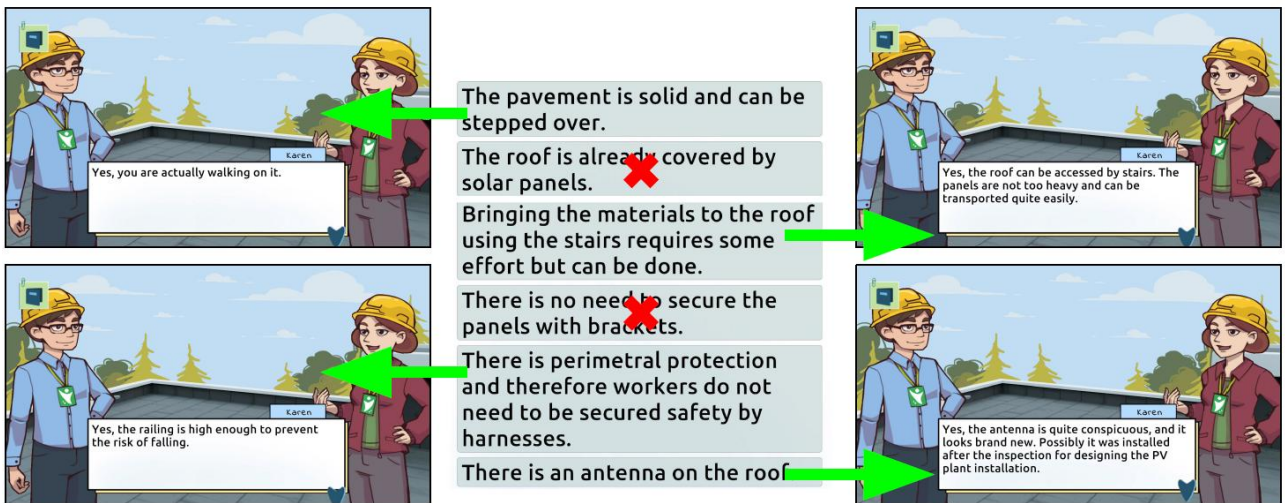 Karen
Yes, you are actually walking on it.
Karen
Yes, the railing is high enough to prevent
the risk of falling.
The pavement is solid and can be
stepped over.
The roof is already covered by
solar panels.
Bringing the materials to the roof
using the stairs requires some
effort but can be done.
There is no need to secure the
panels with brackets.
There is perimetral protection
and therefore workers do not
need to be secured safety by
harnesses.
There is an antenna on the roof
Karen
Yes, the roof can be accessed by stairs. The
panels are not too heavy and can be
transported quite easily.
Karen
Yes, the antenna is quite conspicuous, and it
looks brand new. Possibly it was installed
after the inspection for designing the PV
plant installation.